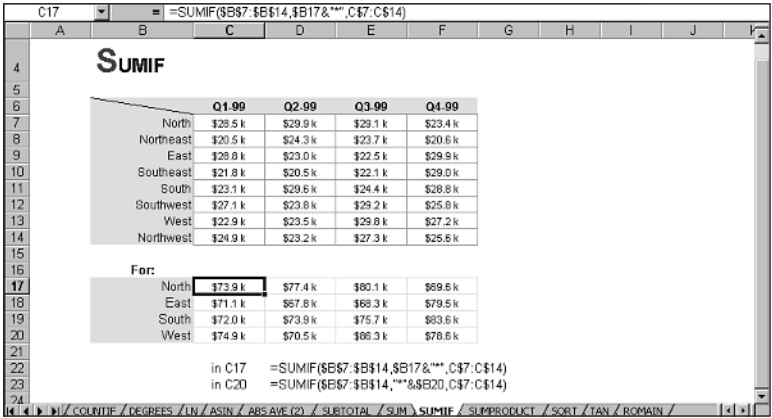 C17 = =SUMIF($B$7:$B$14,$B17&"*",C$7:C$14)
A B C D E F G H I J K
4 SUMIF
5
6 Q1-99 Q2-99 Q3-99 Q4-99
7 North $28.5 k $29.9 k $29.1 k $23.4 k
8 Northeast $20.5 k $24.3 k $23.7 k $20.6 k
9 East $28.8 k $23.0 k $22.5 k $29.9 k
10 Southeast $21.8 k $20.5 k $22.1 k $29.0 k
11 South $23.1 k $29.6 k $24.4 k $28.8 k
12 Southwest $27.1 k $23.8 k $29.2 k $25.8 k
13 West $22.9 k $23.5 k $29.8 k $27.2 k
14 Northwest $24.9 k $23.2 k $27.3 k $25.6 k
15
16 For:
17 North $73.9 k $77.4 k $80.1 k $69.6 k
18 East $71.1 k $67.8 k $68.3 k $79.5 k
19 South $72.0 k $73.9 k $75.7 k $83.6 k
20 West $74.9 k $70.5 k $86.3 k $78.6 k
21
22 in C17 =SUMIF($B$7:$B$14,$B17&"*",C$7:C$14)
23 in C20 =SUMIF($B$7:$B$14,"*"&$B20,C$7:C$14)
24
COUNTIF / DEGREES / LN / ASIN / ABS AVE (2) / SUBTOTAL / SUM / SUMIF / SUMPRODUCT / SQRT / TAN / ROMAN /